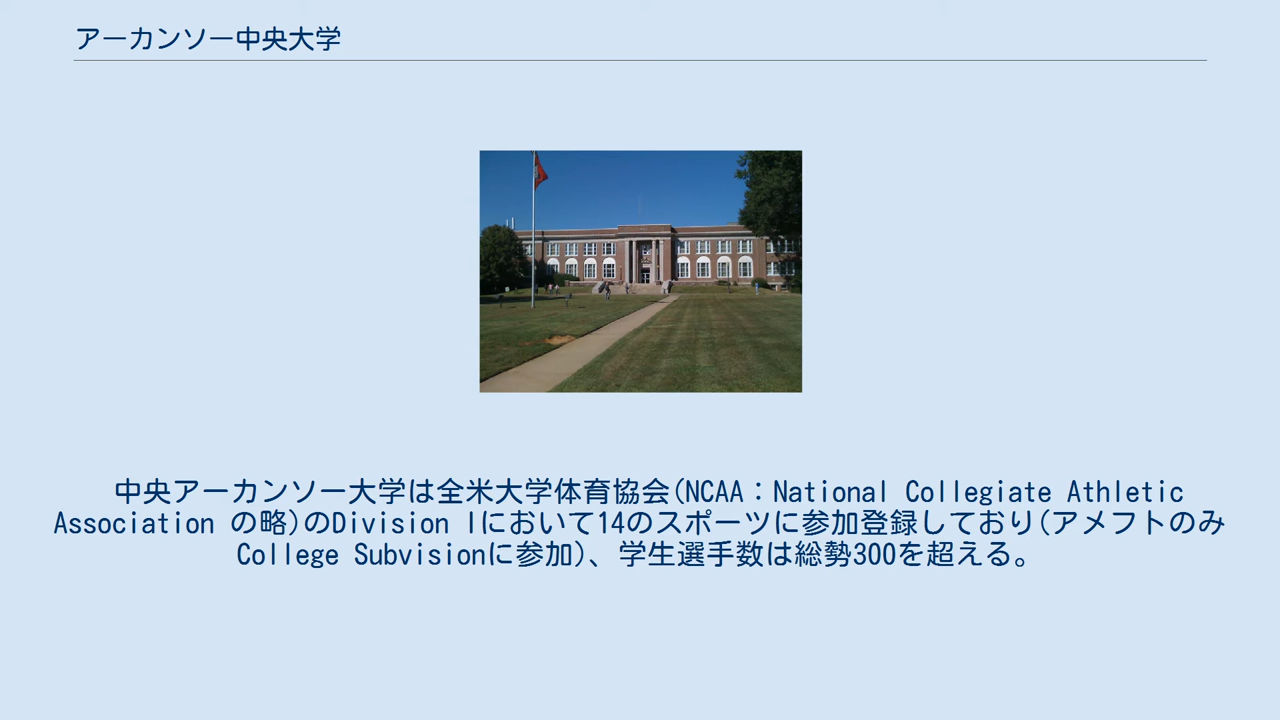 アーカンソー中央大学
中央アーカンソー大学は全米大学体育協会(NCAA：National Collegiate Athletic
Association の略)のDivision Iにおいて14のスポーツに参加登録しており(アメフトのみ
College Subvisionに参加)、学生選手数は総勢300を超える。